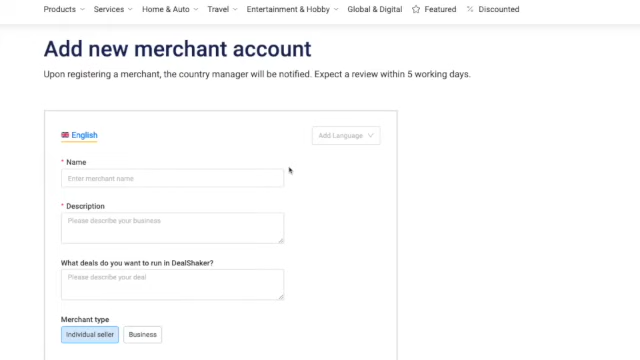 Products Services Home & Auto Travel Entertainment & Hobby Global & Digital Featured Discounted
Add new merchant account
Upon registering a merchant, the country manager will be notified. Expect a review within 5 working days.
English Add Language
* Name
Enter merchant name
* Description
Please describe your business
What deals do you want to run in DealShaker?
Please describe your deal
Merchant type
Individual seller Business